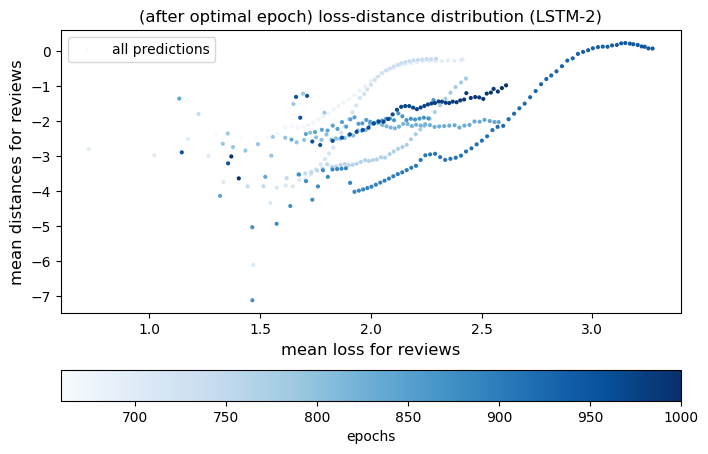 (after optimal epoch) loss-distance distribution (LSTM-2)
all predictions
mean distances for reviews
0
−1
−2
−3
−4
−5
−6
−7
1.0 1.5 2.0 2.5 3.0
mean loss for reviews
700 750 800 850 900 950 1000
epochs